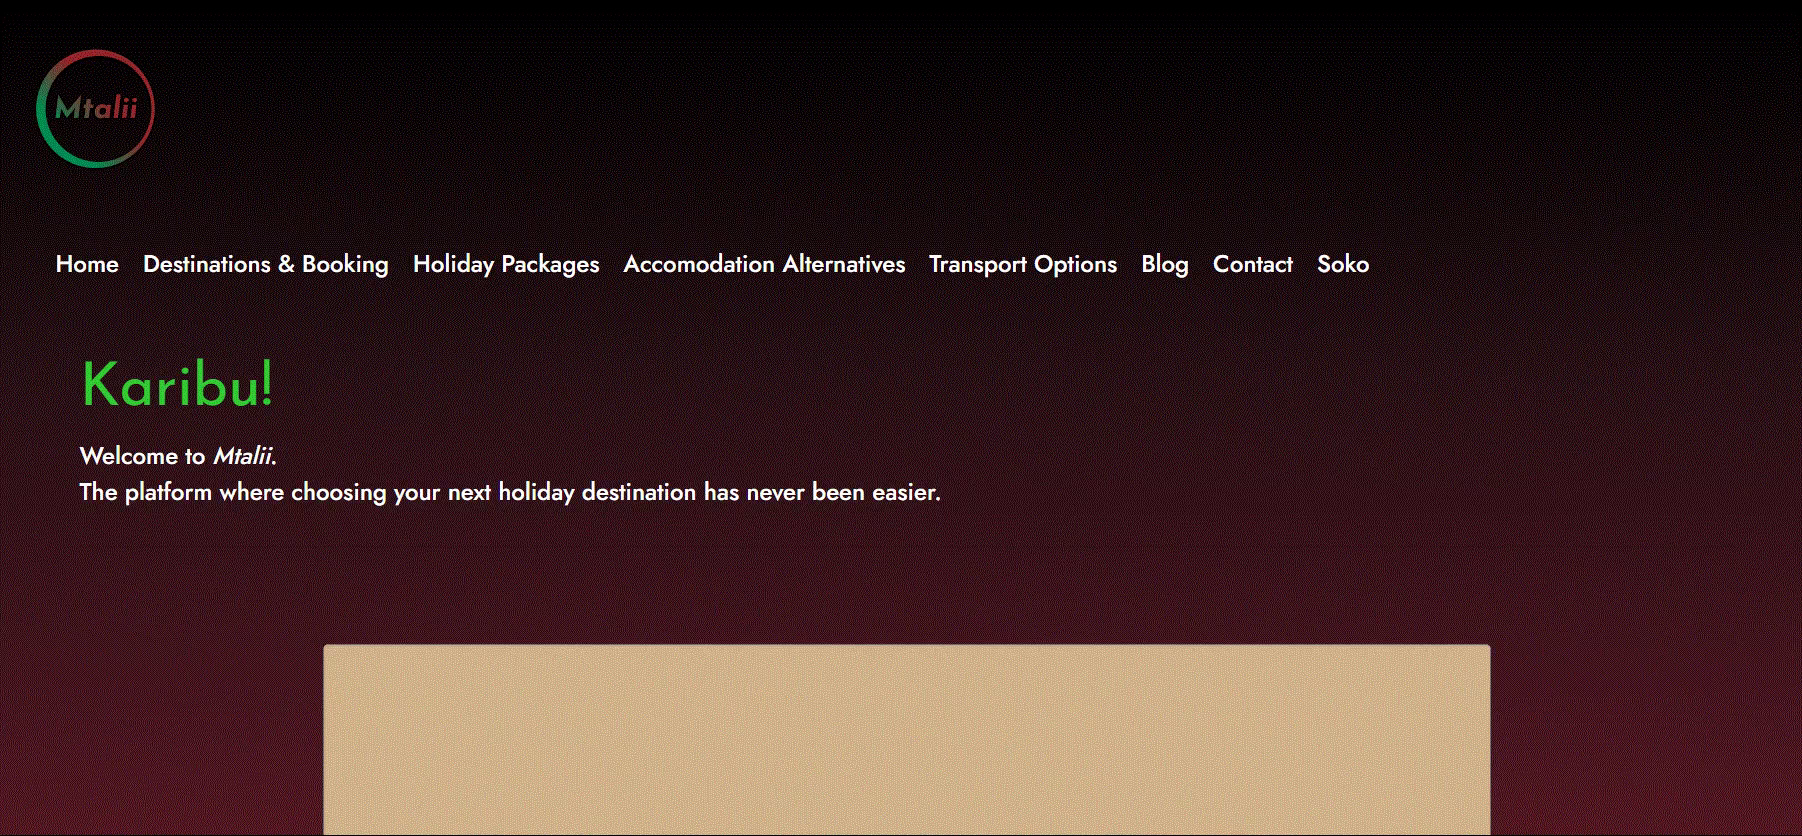 Mtalii
Home Destinations & Booking Holiday Packages Accomodation Alternatives Transport Options Blog Contact Soko
Karibu!
Welcome to Mtalii.
The platform where choosing your next holiday destination has never been easier.